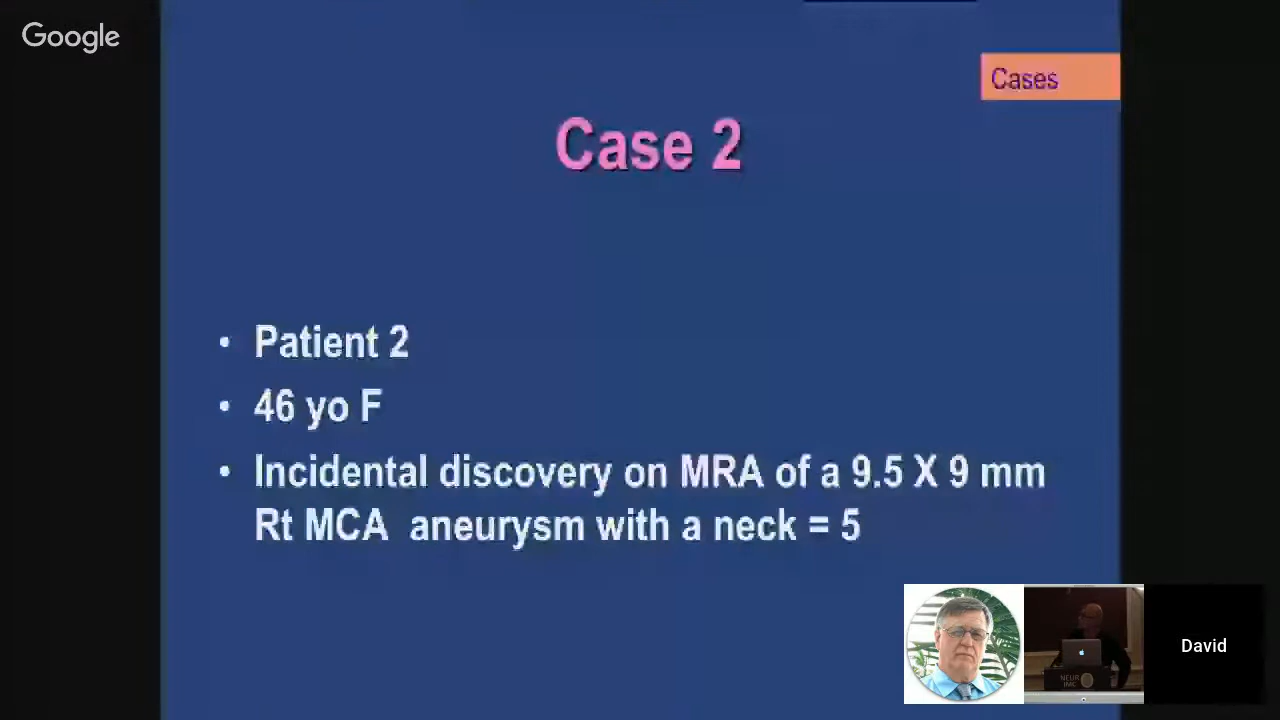 Google
Cases
Case 2
• Patient 2
• 46 yo F
• Incidental discovery on MRA of a 9.5 X 9 mm
Rt MCA aneurysm with a neck = 5
David